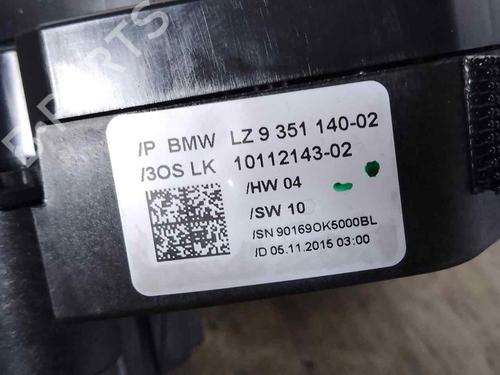 /P BMW LZ 9 351 140-02
/3OS LK 10112143-02
/HW 04
/SW 10
/SN 90169OK5000BL
/D 05.11.2015 03:00